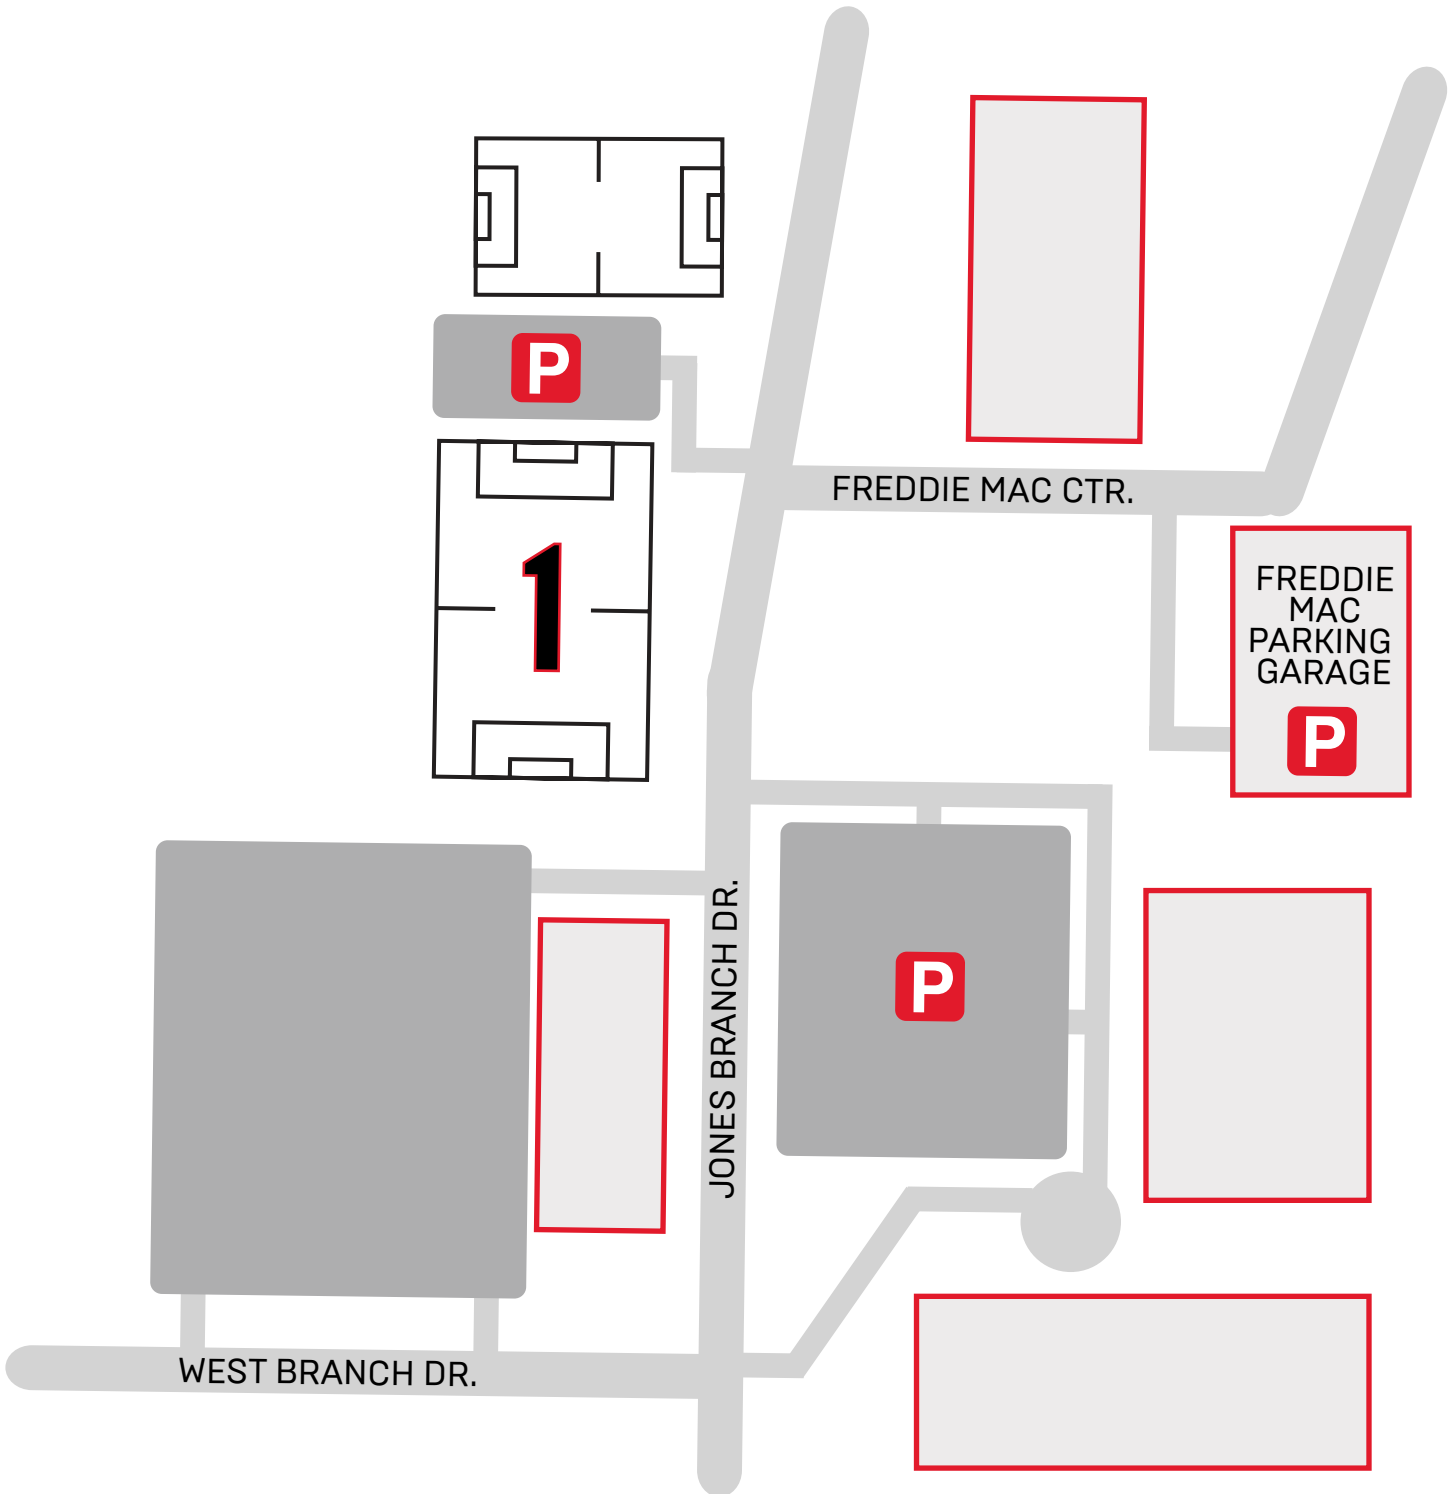 P
FREDDIE MAC CTR.
1
FREDDIE
MAC
PARKING
GARAGE
P
JONES BRANCH DR.
P
WEST BRANCH DR.